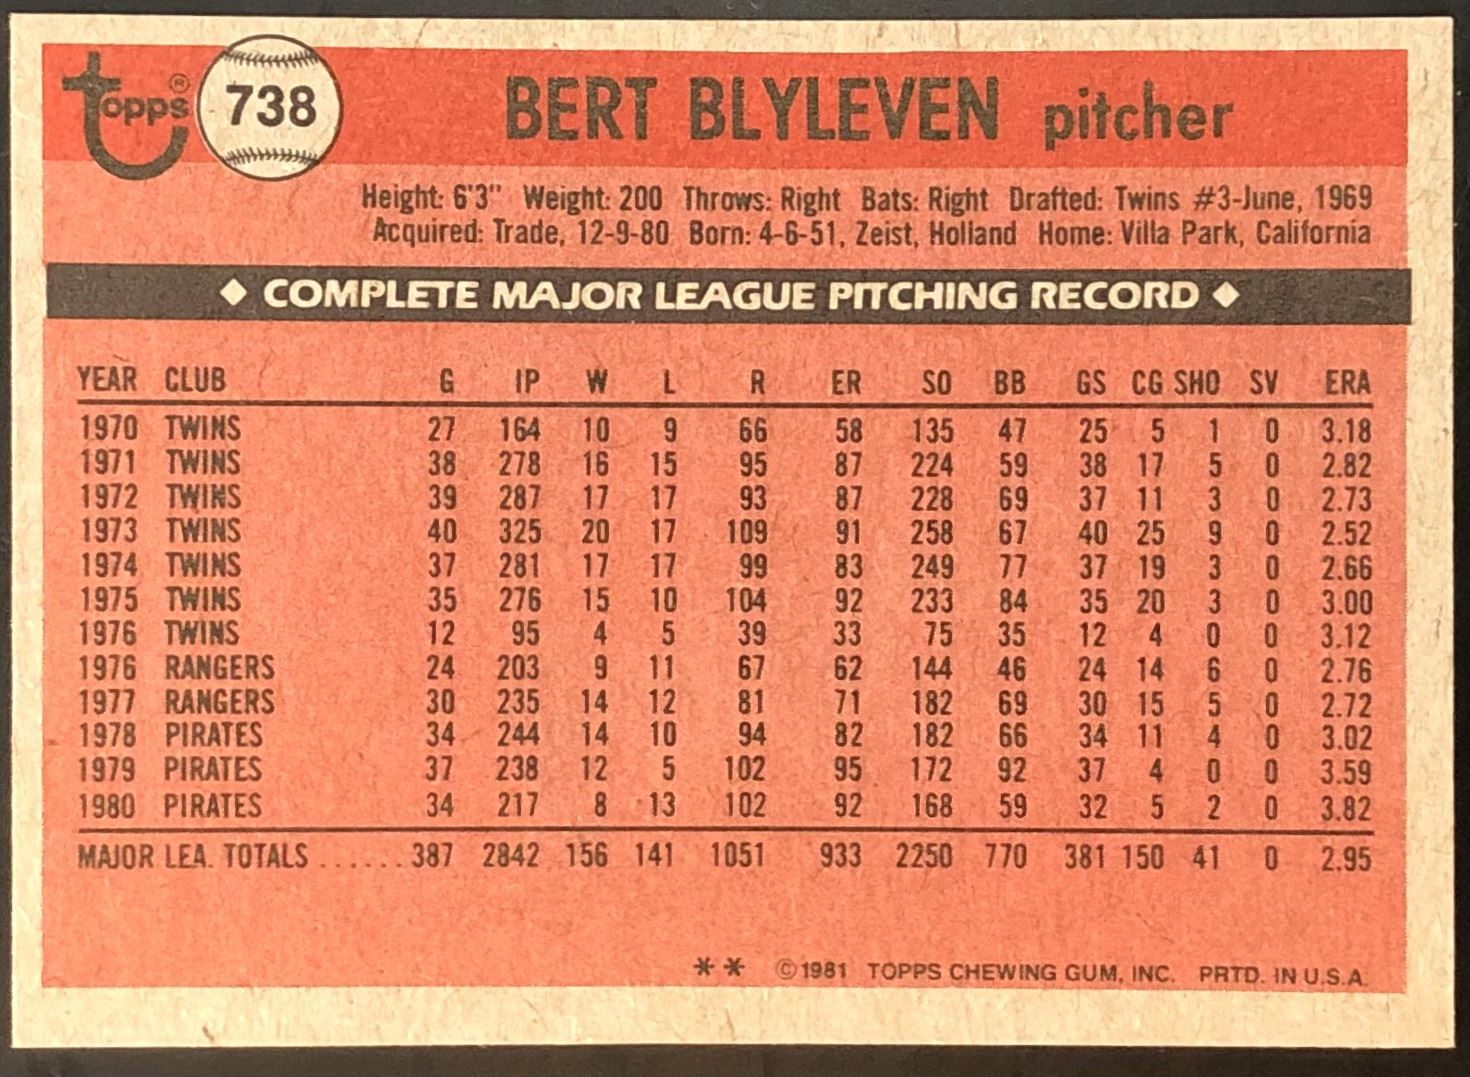 Topps® 738 BERT BLYLEVEN pitcher
Height: 6'3" Weight: 200 Throws: Right Bats: Right Drafted: Twins #3-June, 1969
Acquired: Trade, 12-9-80 Born: 4-6-51, Zeist, Holland Home: Villa Park, California
◆ COMPLETE MAJOR LEAGUE PITCHING RECORD ◆
YEAR CLUB G IP W L R ER SO BB GS CG SHO SV ERA
1970 TWINS 27 164 10 9 66 58 135 47 25 5 1 0 3.18
1971 TWINS 38 278 16 15 95 87 224 59 38 17 5 0 2.82
1972 TWINS 39 287 17 17 93 87 228 69 37 11 3 0 2.73
1973 TWINS 40 325 20 17 109 91 258 67 40 25 9 0 2.52
1974 TWINS 37 281 17 17 99 83 249 77 37 19 3 0 2.66
1975 TWINS 35 276 15 10 104 92 233 84 35 20 3 0 3.00
1976 TWINS 12 95 4 5 39 33 75 35 12 4 0 0 3.12
1976 RANGERS 24 203 9 11 67 62 144 46 24 14 6 0 2.76
1977 RANGERS 30 235 14 12 81 71 182 69 30 15 5 0 2.72
1978 PIRATES 34 244 14 10 94 82 182 66 34 11 4 0 3.02
1979 PIRATES 37 238 12 5 102 95 172 92 37 4 0 0 3.59
1980 PIRATES 34 217 8 13 102 92 168 59 32 5 2 0 3.82
MAJOR LEA. TOTALS ...... 387 2842 156 141 1051 933 2250 770 381 150 41 0 2.95
** ©1981 TOPPS CHEWING GUM, INC. PRTD. IN U.S.A.